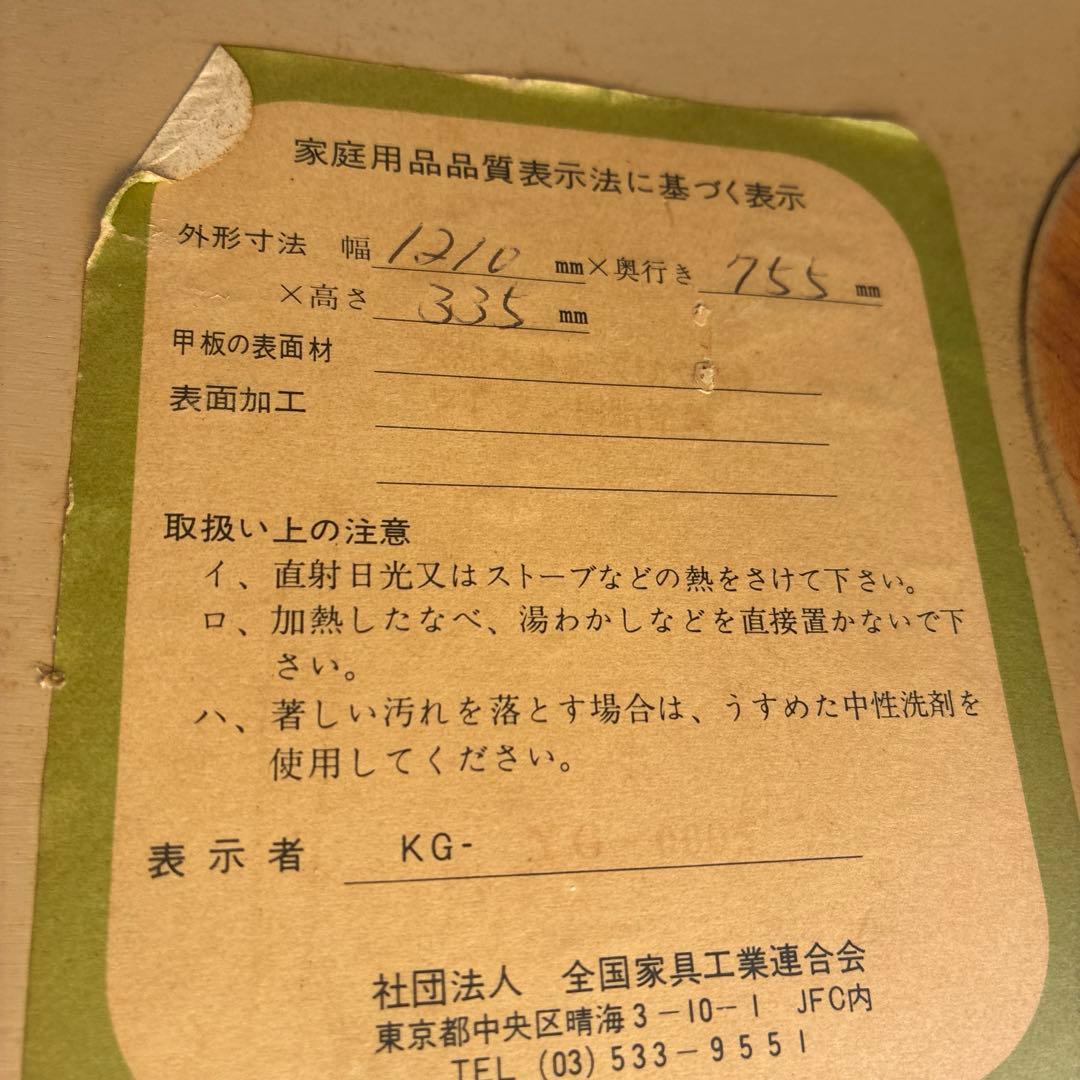 家庭用品品質表示法に基づく表示
外形寸法 幅 1210 mm×奥行き 755 mm
×高さ 335 mm
甲板の表面材
表面加工
取扱い上の注意
イ、直射日光又はストーブなどの熱をさけて下さい。
ロ、加熱したなべ、湯わかしなどを直接置かないで下
さい。
ハ、著しい汚れを落とす場合は、うすめた中性洗剤を
使用してください。
表示者 KG-
社団法人 全国家具工業連合会
東京都中央区晴海3-10-1 JFC内
TEL (03) 533-9551